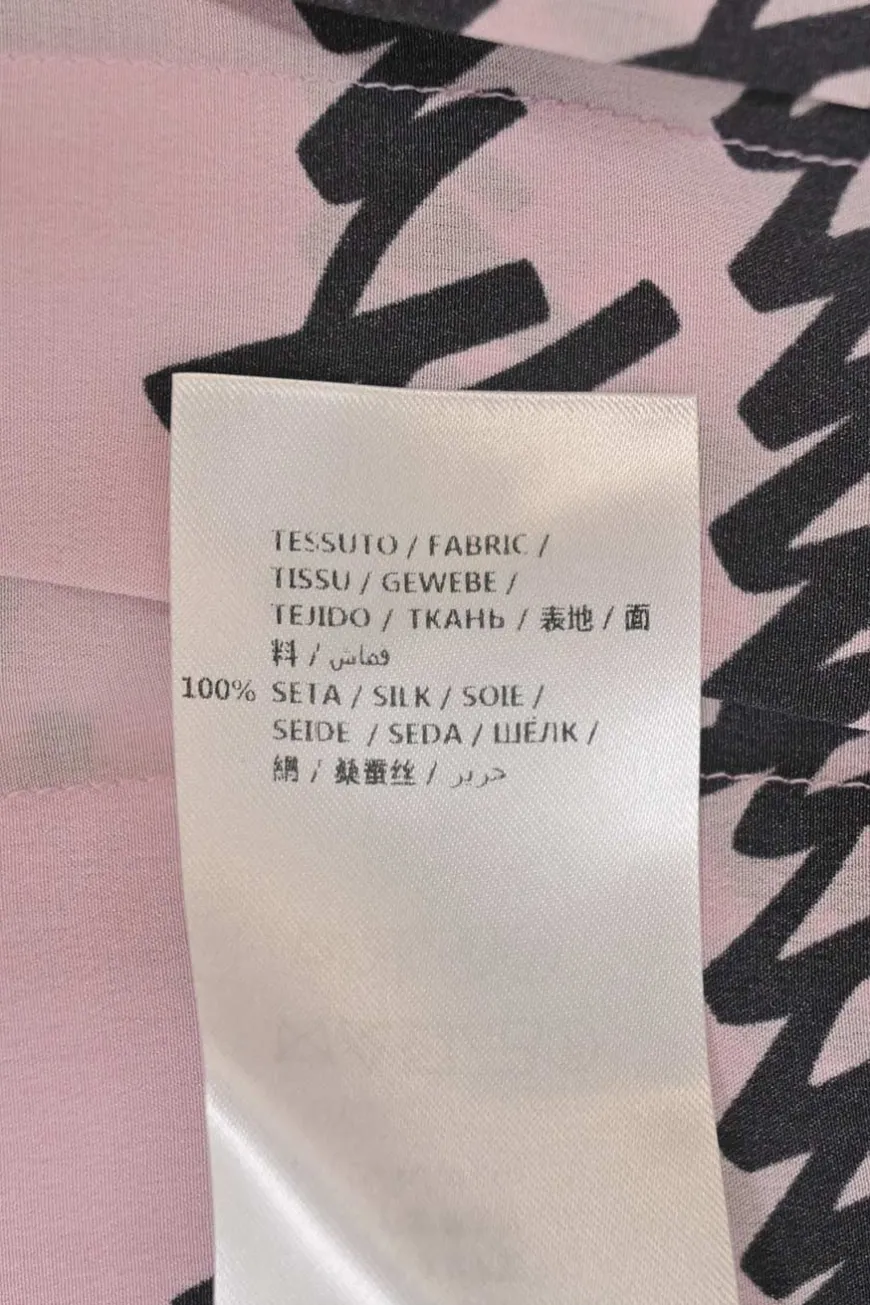 TESSUTO / FABRIC /
TISSU / GEWEBE /
TEJIDO / ТКАНЬ / 表地 / 面
料 / قماش
100% SETA / SILK / SOIE /
SEIDE / SEDA / ШЁЛК /
絹 / 桑蚕丝 / حرير